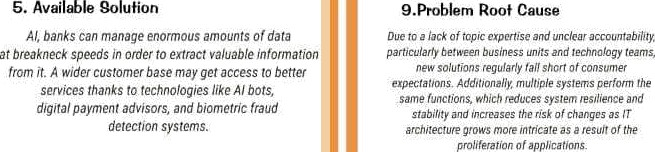 5. Available Solution
AI, banks can manage enormous amounts of data
at breakneck speeds in order to extract valuable information
from it. A wider customer base may get access to better
services thanks to technologies like AI bots,
digital payment advisors, and biometric fraud
detection systems.
9.Problem Root Cause
Due to a lack of topic expertise and unclear accountability,
particularly between business units and technology teams,
new solutions regularly fall short of consumer
expectations. Additionally, multiple systems perform the
same functions, which reduces system resilience and
stability and increases the risk of changes as IT
architecture grows more intricate as a result of the
proliferation of applications.